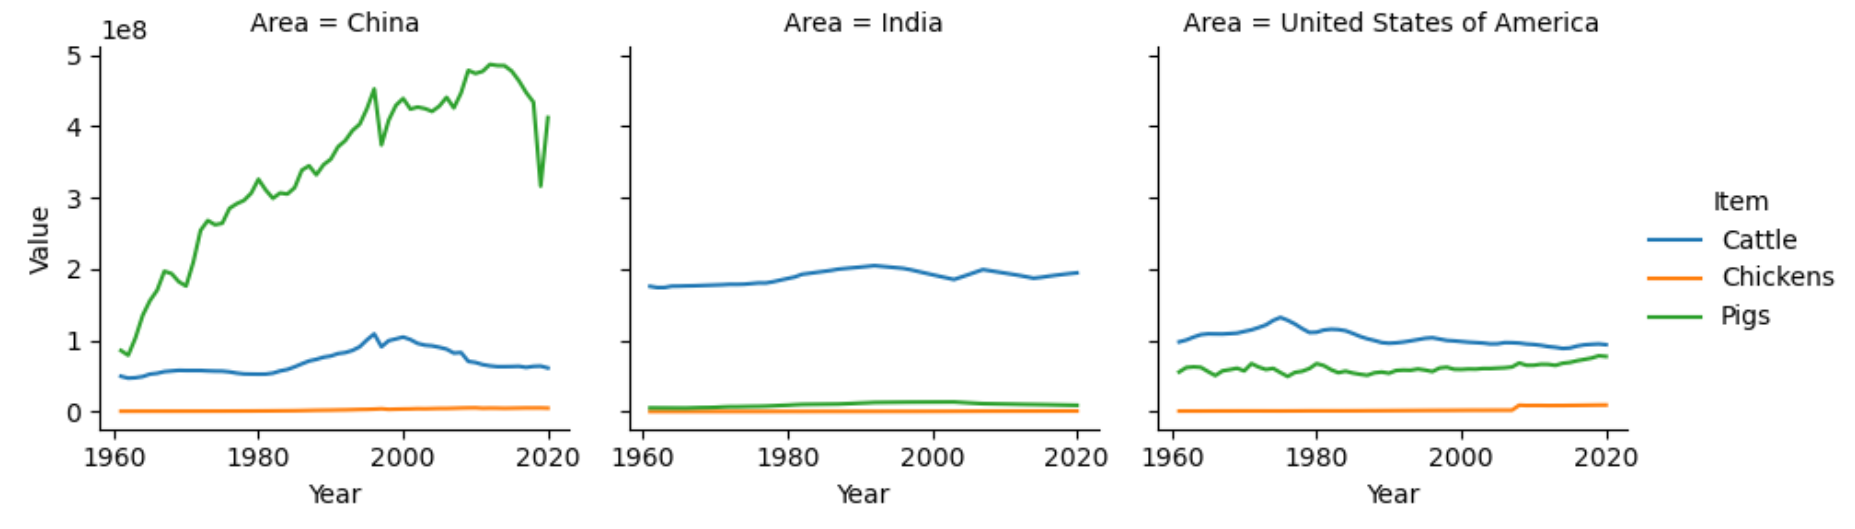 Area = China
Area = India
Area = United States of America
1e8
5
4
3
2
1
0
Value
1960 1980 2000 2020
1960 1980 2000 2020
1960 1980 2000 2020
Year
Year
Year
Item
Cattle
Chickens
Pigs